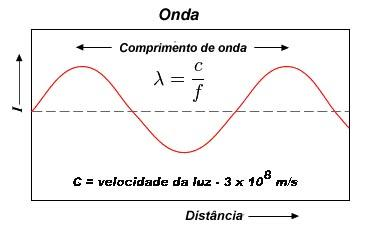 Onda
Comprimento de onda
λ = c/f
I
C = velocidade da luz - 3 x 10⁸ m/s
Distância